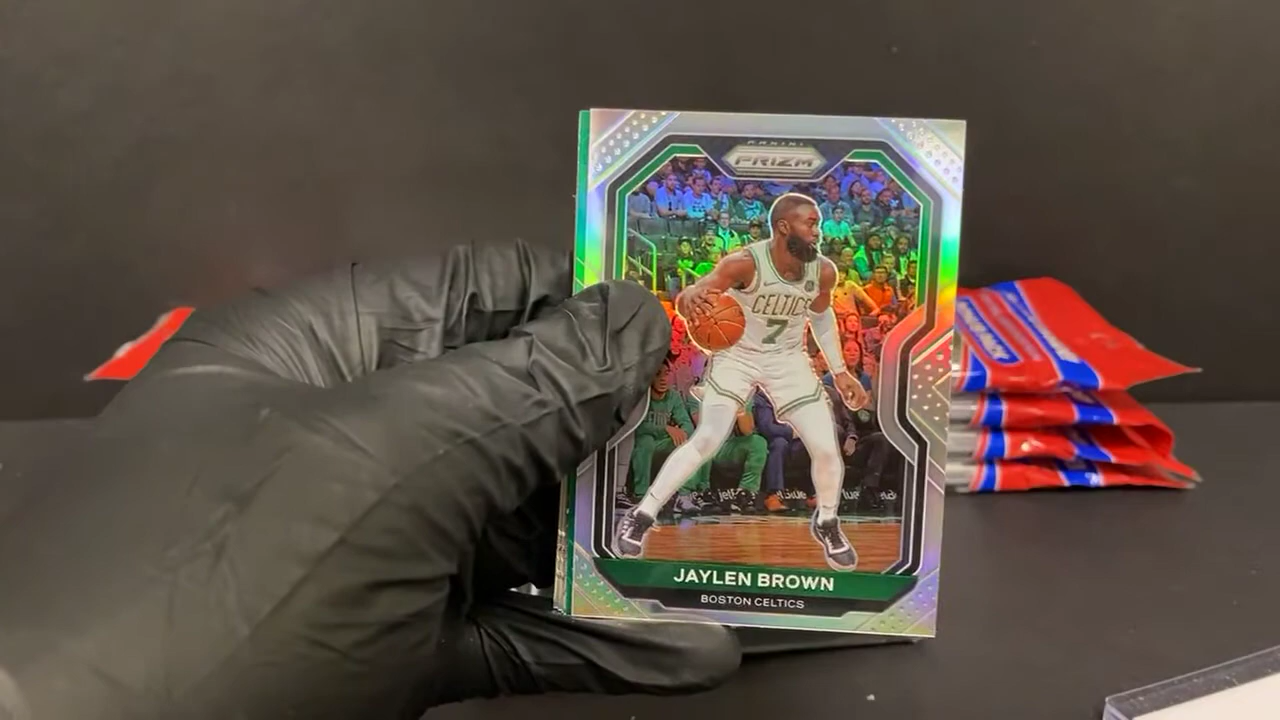 PANINI
PRIZM
CELTICS
7
JAYLEN BROWN
BOSTON CELTICS